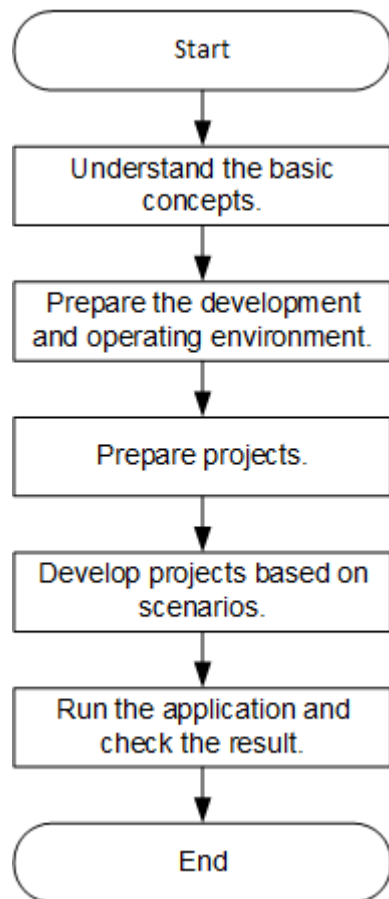 Start
Understand the basic
concepts.
Prepare the development
and operating environment.
Prepare projects.
Develop projects based on
scenarios.
Run the application and
check the result.
End